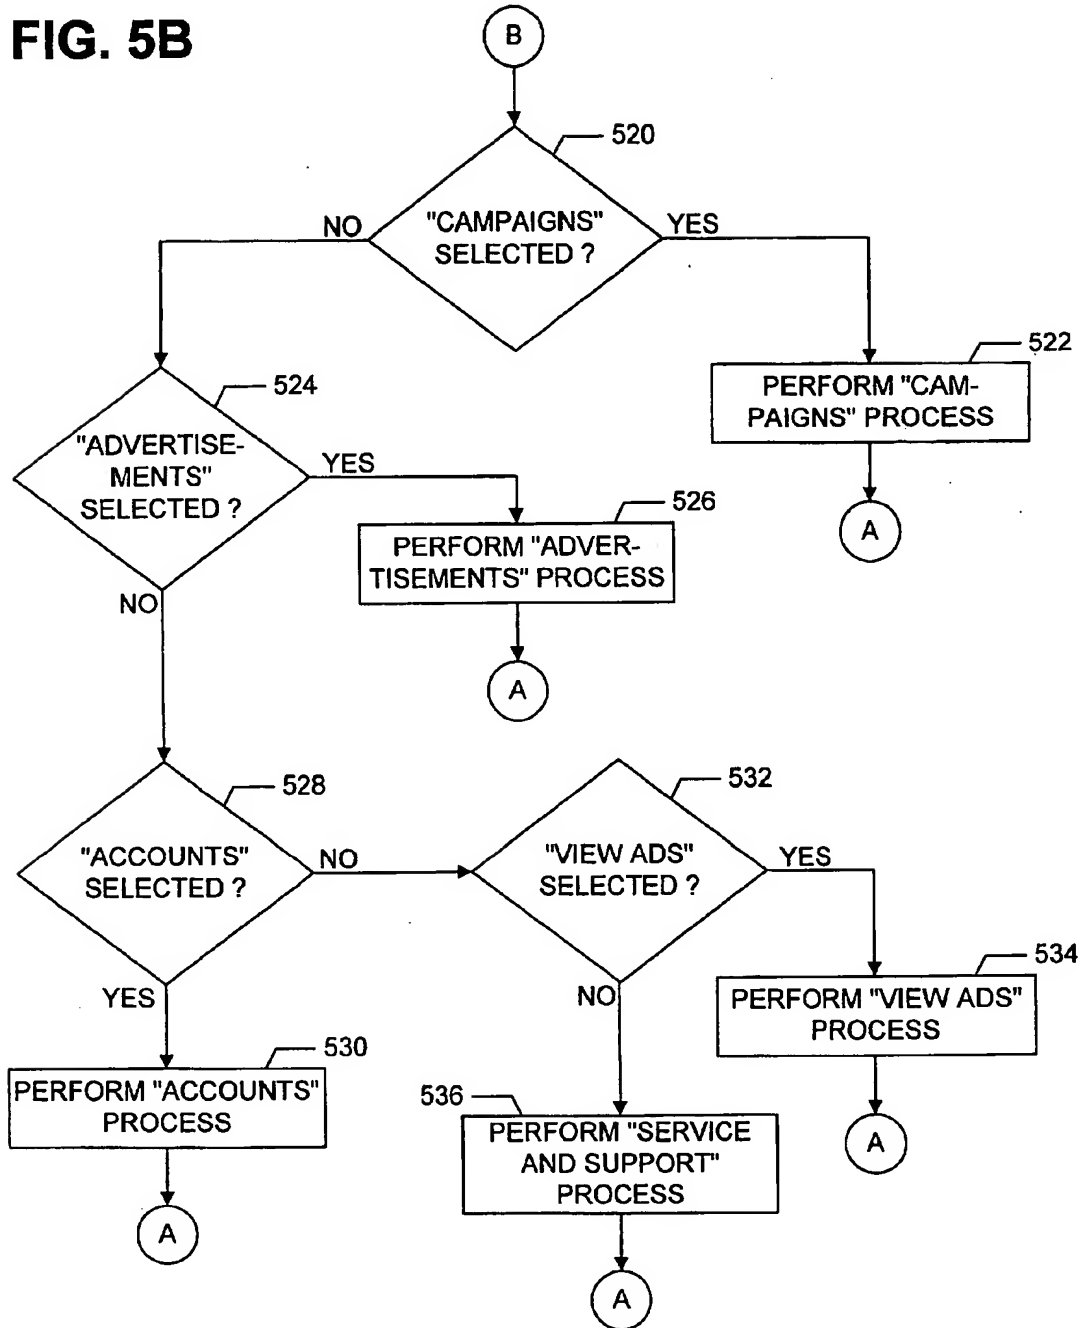 FIG. 5B
B
520
"CAMPAIGNS"
SELECTED ?
NO
YES
522
PERFORM "CAM-
PAIGNS" PROCESS
A
524
"ADVERTISE-
MENTS"
SELECTED ?
YES
NO
526
PERFORM "ADVER-
TISEMENTS" PROCESS
A
528
"ACCOUNTS"
SELECTED ?
NO
YES
530
PERFORM "ACCOUNTS"
PROCESS
A
532
"VIEW ADS"
SELECTED ?
YES
NO
534
PERFORM "VIEW ADS"
PROCESS
A
536
PERFORM "SERVICE
AND SUPPORT"
PROCESS
A